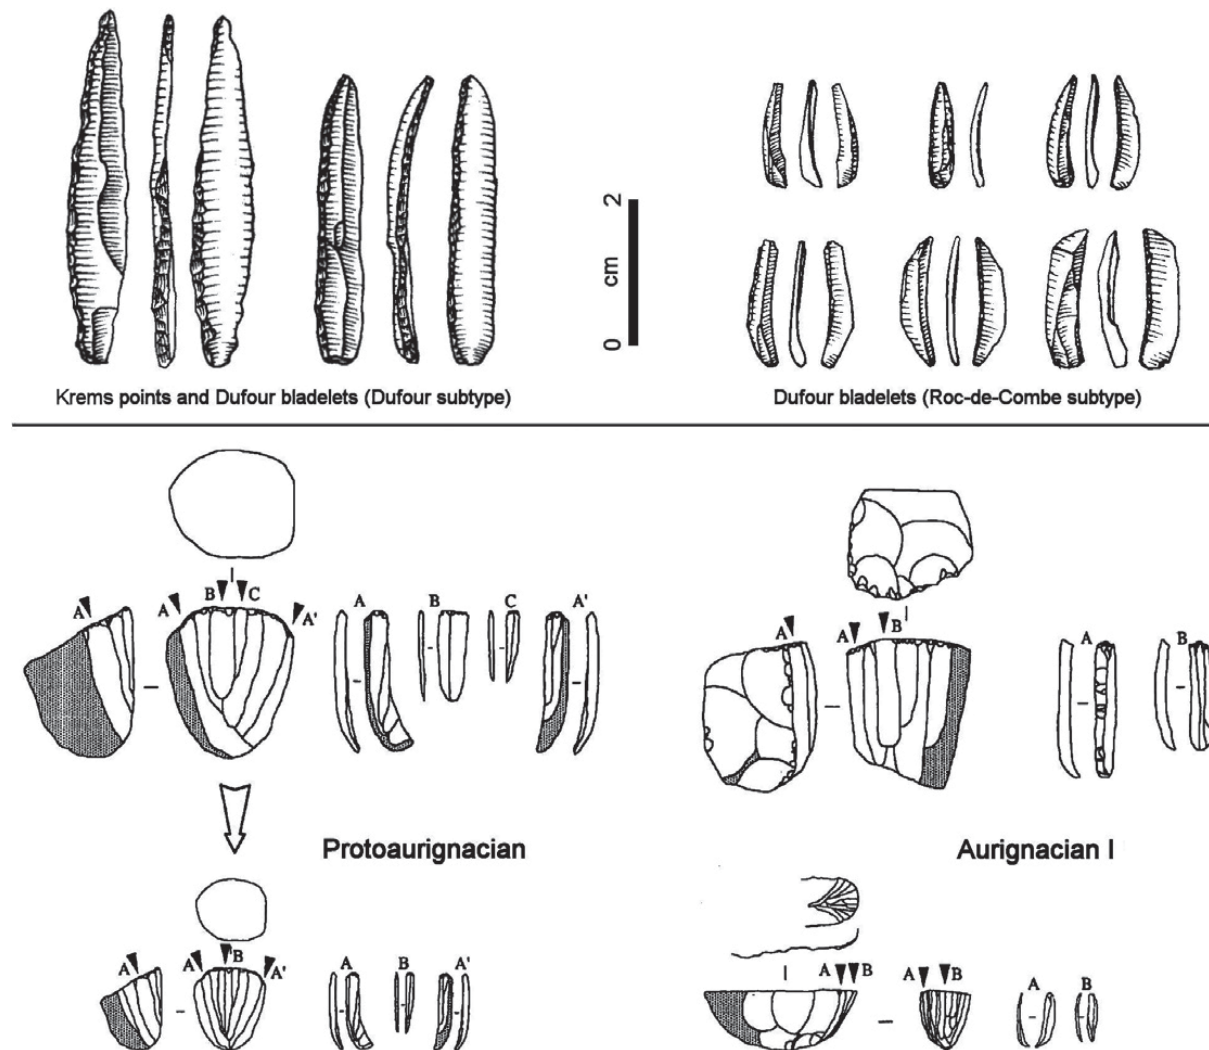 2
cm
0
Krems points and Dufour bladelets (Dufour subtype)
Dufour bladelets (Roc-de-Combe subtype)
B C
A A A'
A B C A'
A A B
A B
Protoaurignacian
Aurignacian I
B
A A A'
A B A'
A B A B
A B